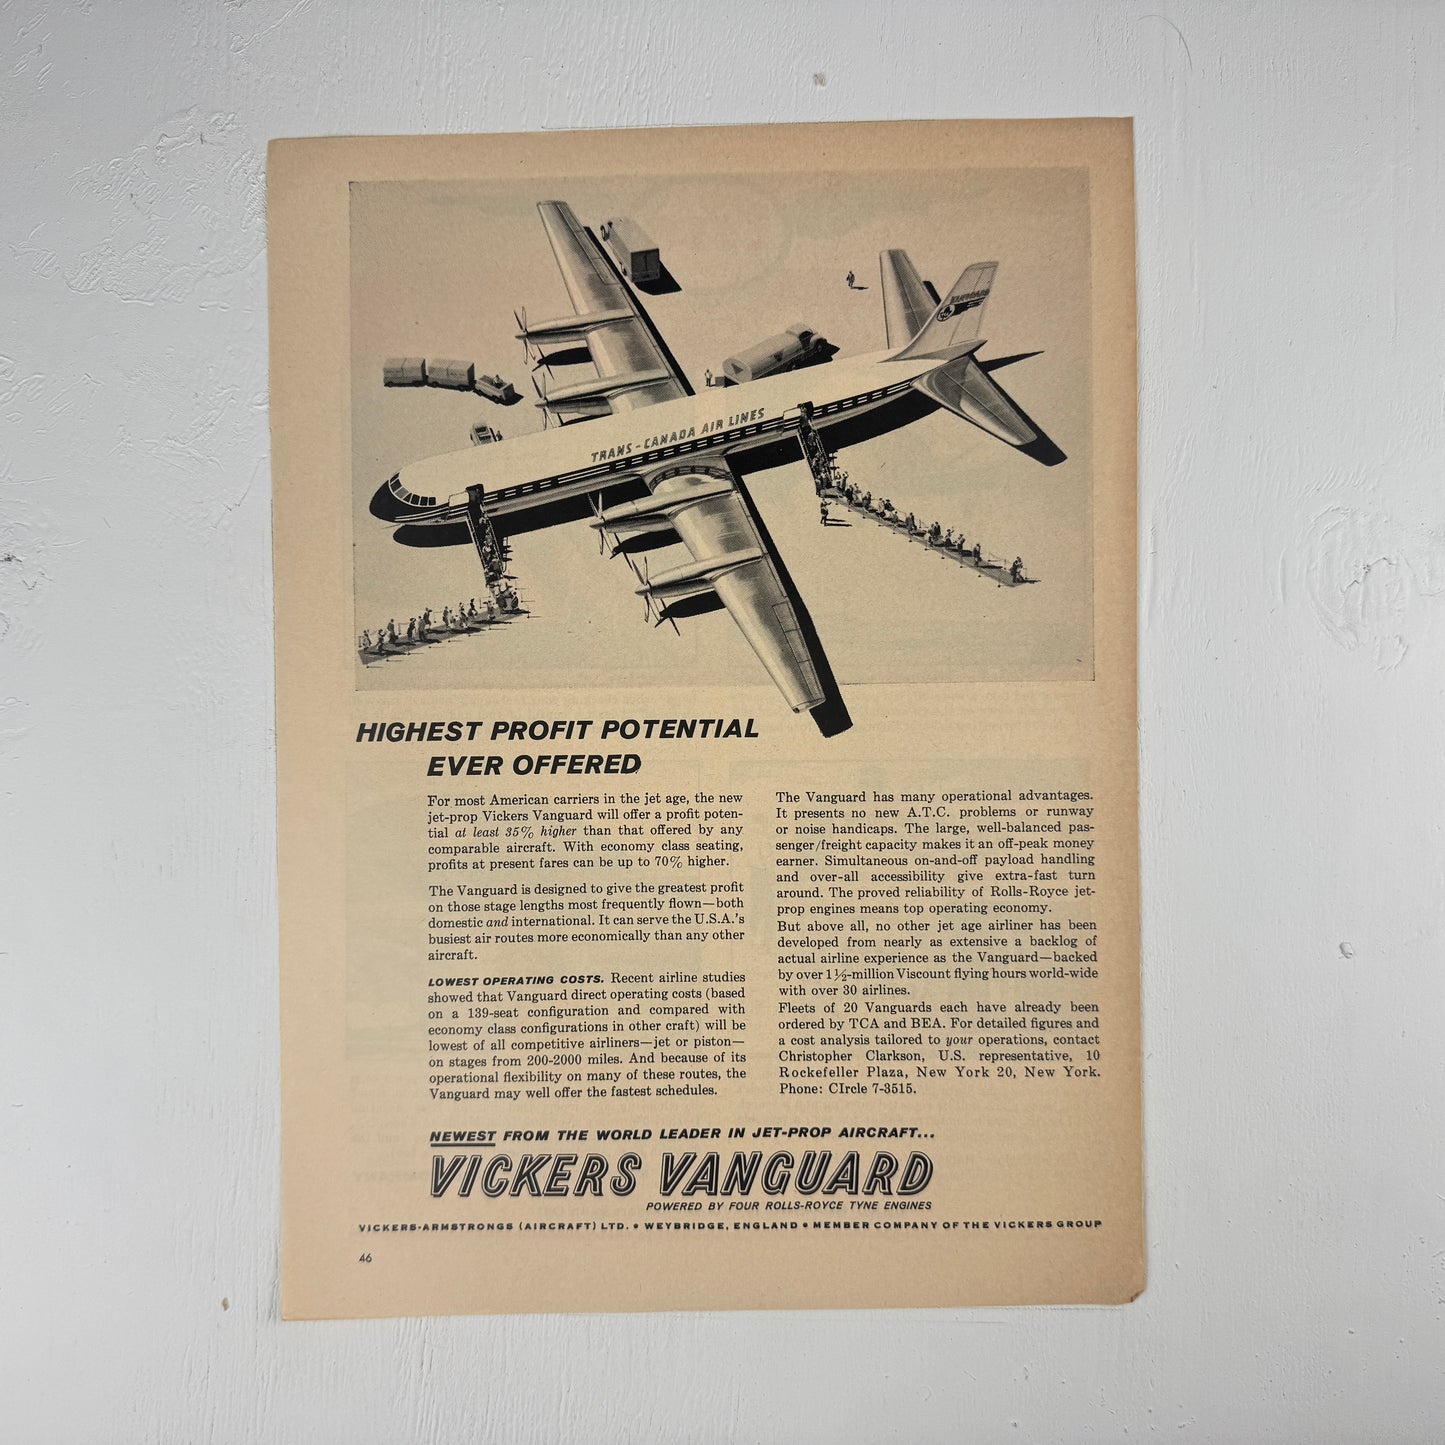 VANGUARD
TRANS-CANADA AIR LINES
HIGHEST PROFIT POTENTIAL
EVER OFFERED
For most American carriers in the jet age, the new
jet-prop Vickers Vanguard will offer a profit poten-
tial at least 35% higher than that offered by any
comparable aircraft. With economy class seating,
profits at present fares can be up to 70% higher.
The Vanguard is designed to give the greatest profit
on those stage lengths most frequently flown—both
domestic and international. It can serve the U.S.A.'s
busiest air routes more economically than any other
aircraft.
LOWEST OPERATING COSTS. Recent airline studies
showed that Vanguard direct operating costs (based
on a 139-seat configuration and compared with
economy class configurations in other craft) will be
lowest of all competitive airliners—jet or piston—
on stages from 200-2000 miles. And because of its
operational flexibility on many of these routes, the
Vanguard may well offer the fastest schedules.
The Vanguard has many operational advantages.
It presents no new A.T.C. problems or runway
or noise handicaps. The large, well-balanced pas-
senger/freight capacity makes it an off-peak money
earner. Simultaneous on-and-off payload handling
and over-all accessibility give extra-fast turn
around. The proved reliability of Rolls-Royce jet-
prop engines means top operating economy.
But above all, no other jet age airliner has been
developed from nearly as extensive a backlog of
actual airline experience as the Vanguard—backed
by over 1½-million Viscount flying hours world-wide
with over 30 airlines.
Fleets of 20 Vanguards each have already been
ordered by TCA and BEA. For detailed figures and
a cost analysis tailored to your operations, contact
Christopher Clarkson, U.S. representative, 10
Rockefeller Plaza, New York 20, New York.
Phone: CIrcle 7-3515.
NEWEST FROM THE WORLD LEADER IN JET-PROP AIRCRAFT...
VICKERS VANGUARD
POWERED BY FOUR ROLLS-ROYCE TYNE ENGINES
VICKERS-ARMSTRONGS (AIRCRAFT) LTD. • WEYBRIDGE, ENGLAND • MEMBER COMPANY OF THE VICKERS GROUP
46